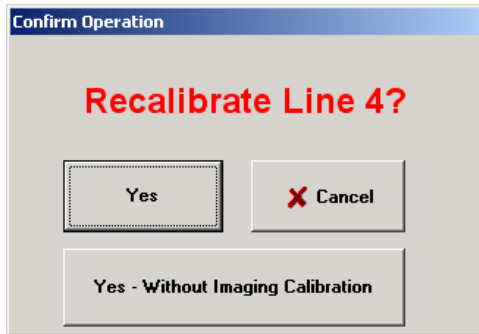 Confirm Operation
Recalibrate Line 4?
Yes
Cancel
Yes - Without Imaging Calibration